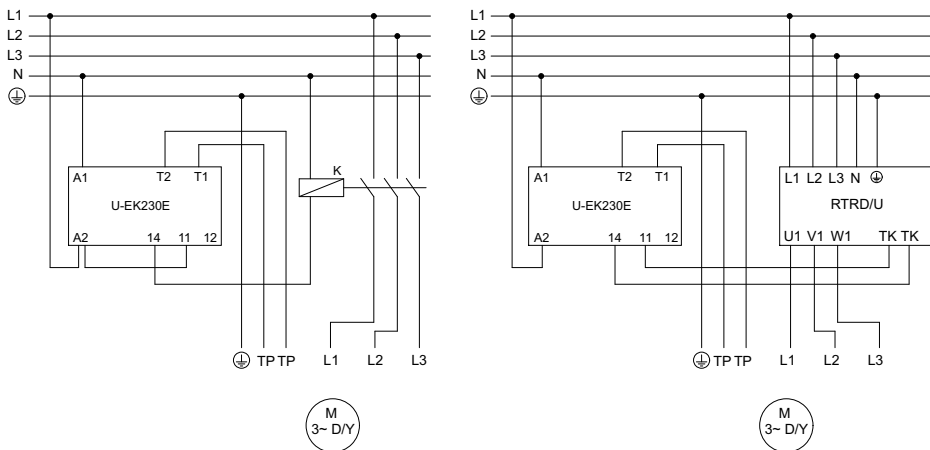 L1
L2
L3
N
A1 T2 T1
U-EK230E
A2 14 11 12
K
TP TP L1 L2 L3
M
3~ D/Y
L1
L2
L3
N
A1 T2 T1
U-EK230E
A2 14 11 12
L1 L2 L3 N
RTRD/U
U1 V1 W1 TK TK
TP TP L1 L2 L3
M
3~ D/Y